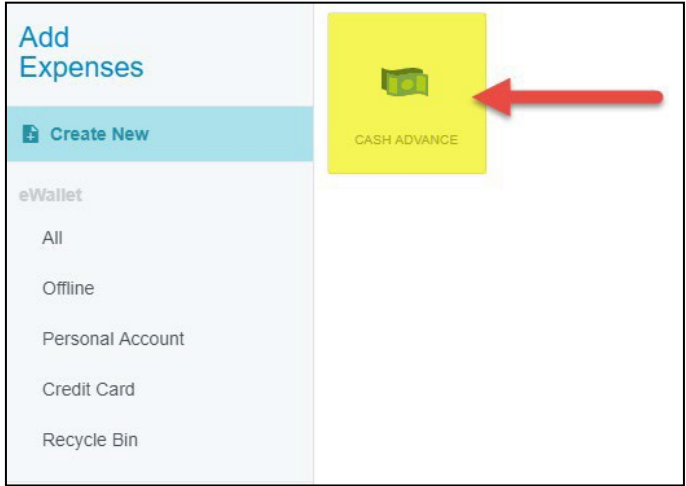 Add
Expenses
Create New
eWallet
All
Offline
Personal Account
Credit Card
Recycle Bin
CASH ADVANCE